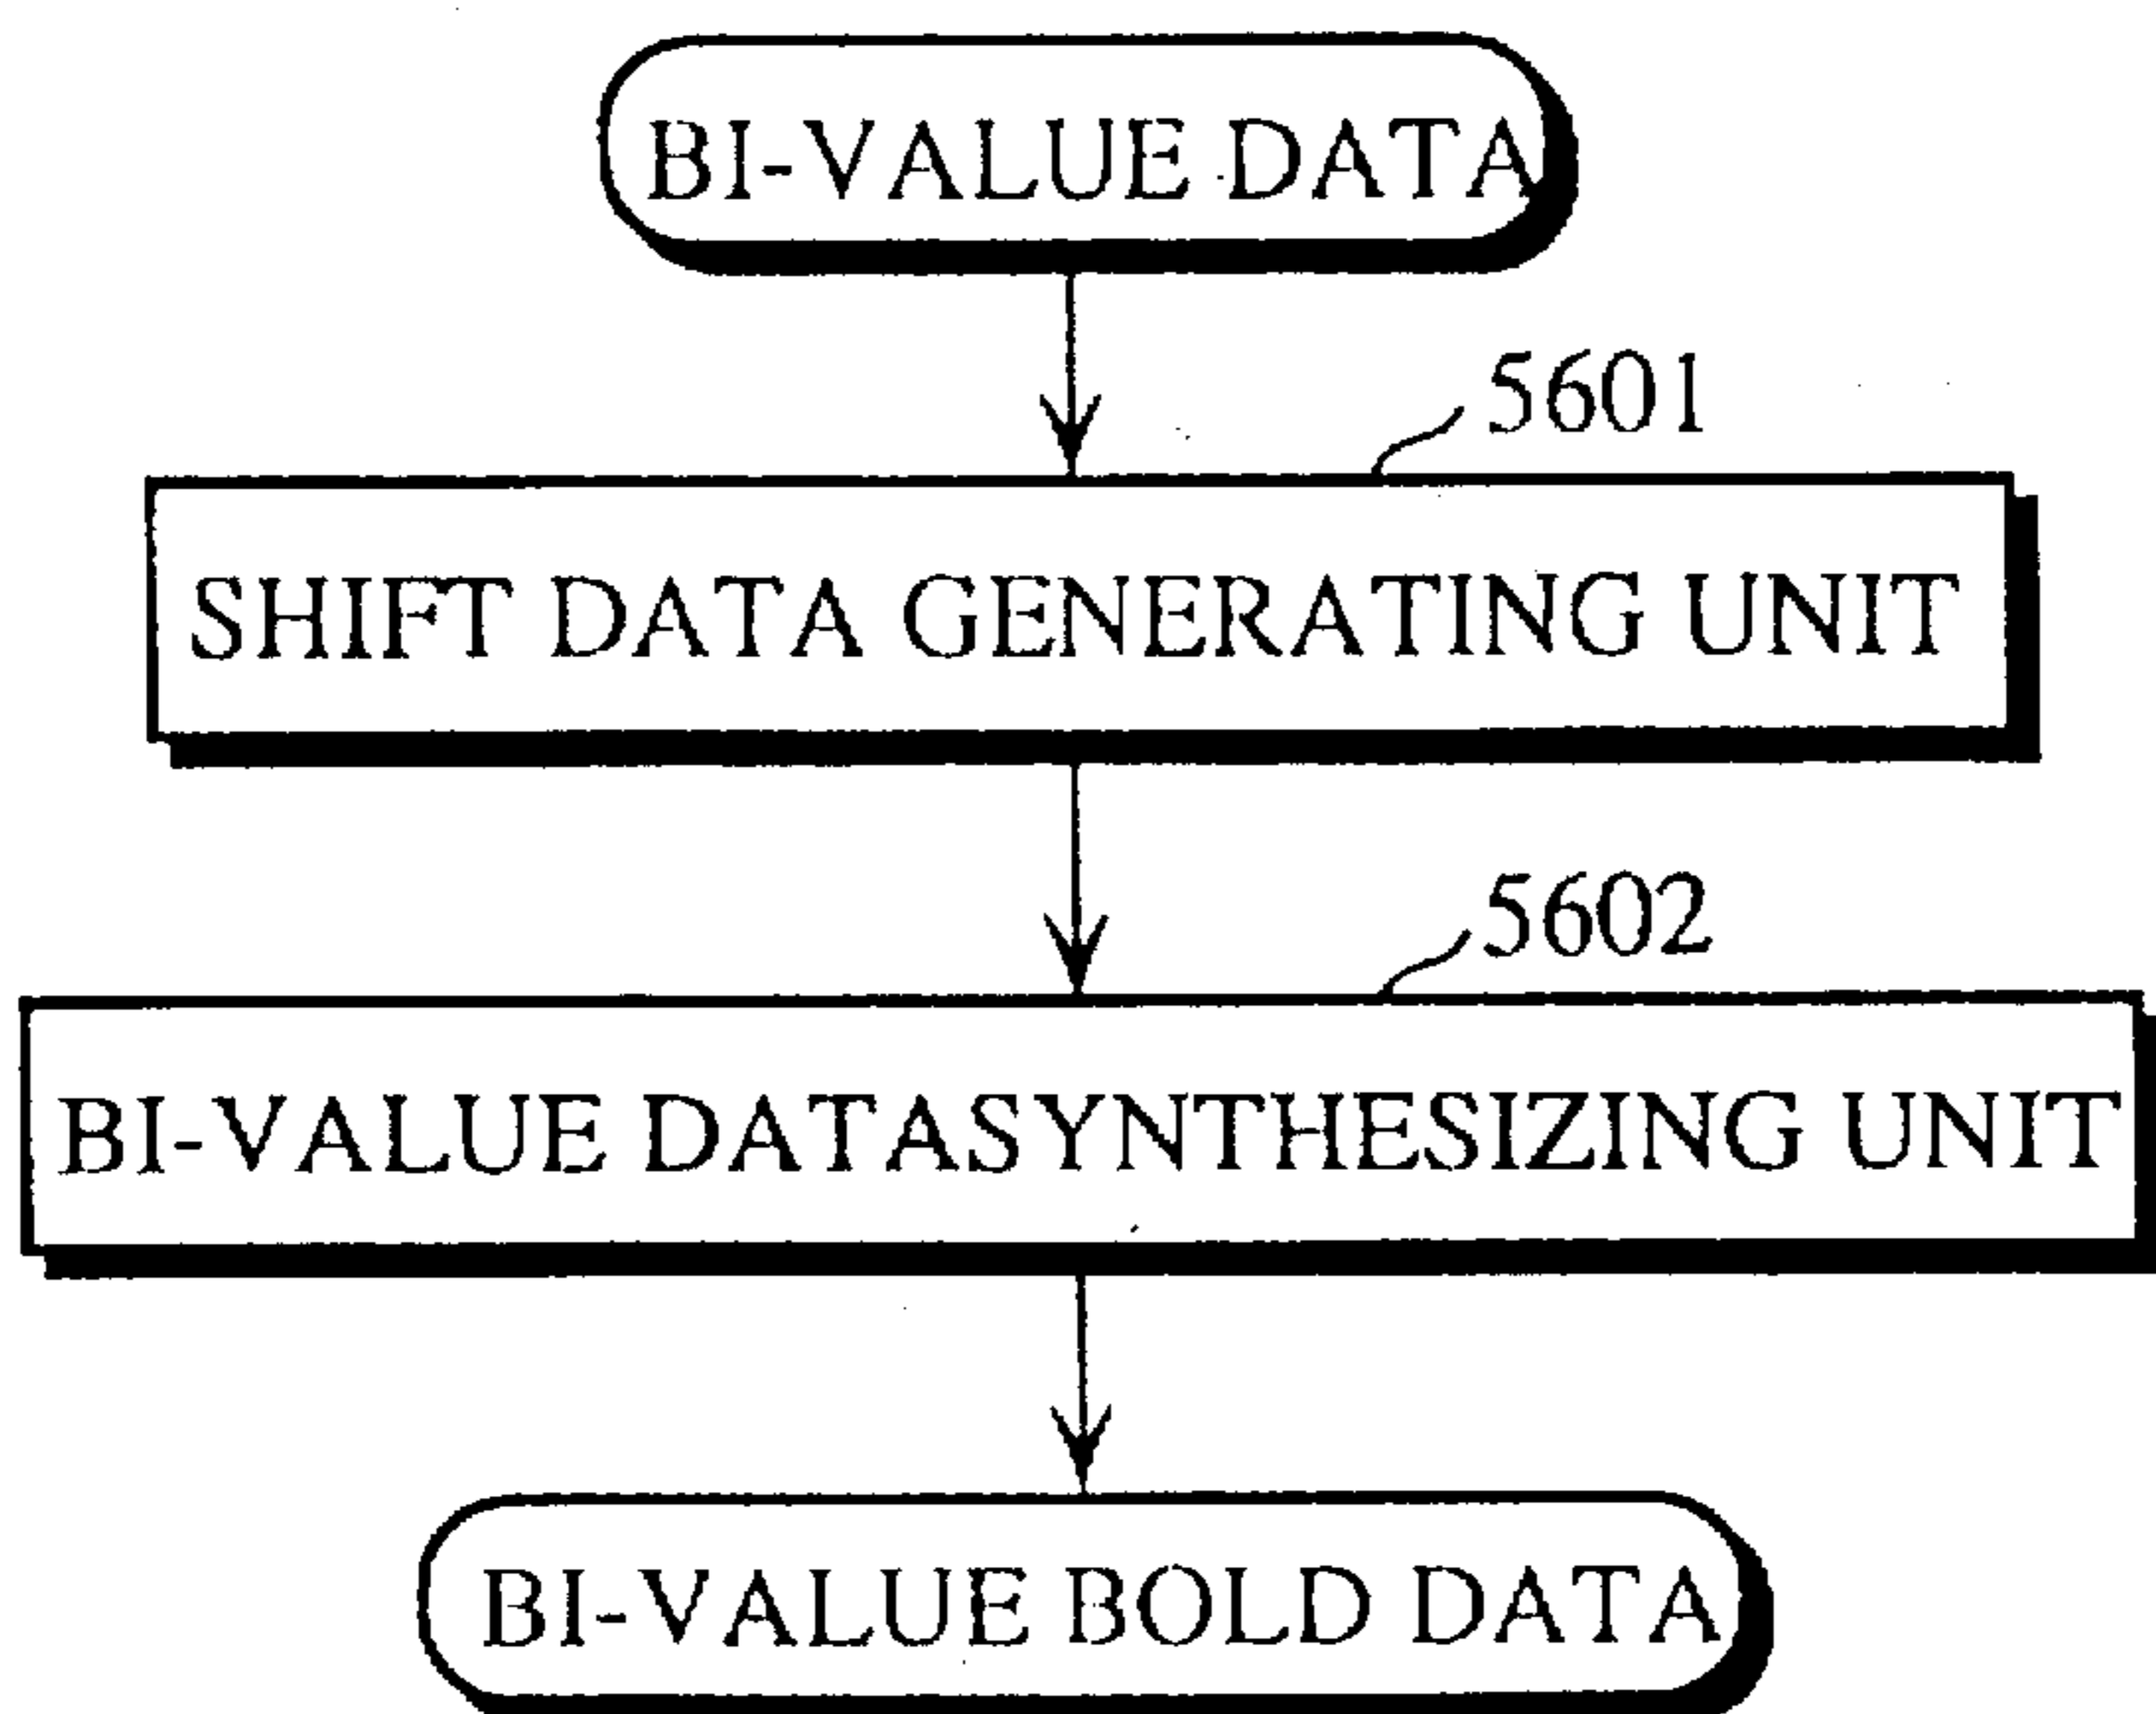 BI-VALUE DATA
5601
SHIFT DATA GENERATING UNIT
5602
BI-VALUE DATASYNTHESIZING UNIT
BI-VALUE BOLD DATA